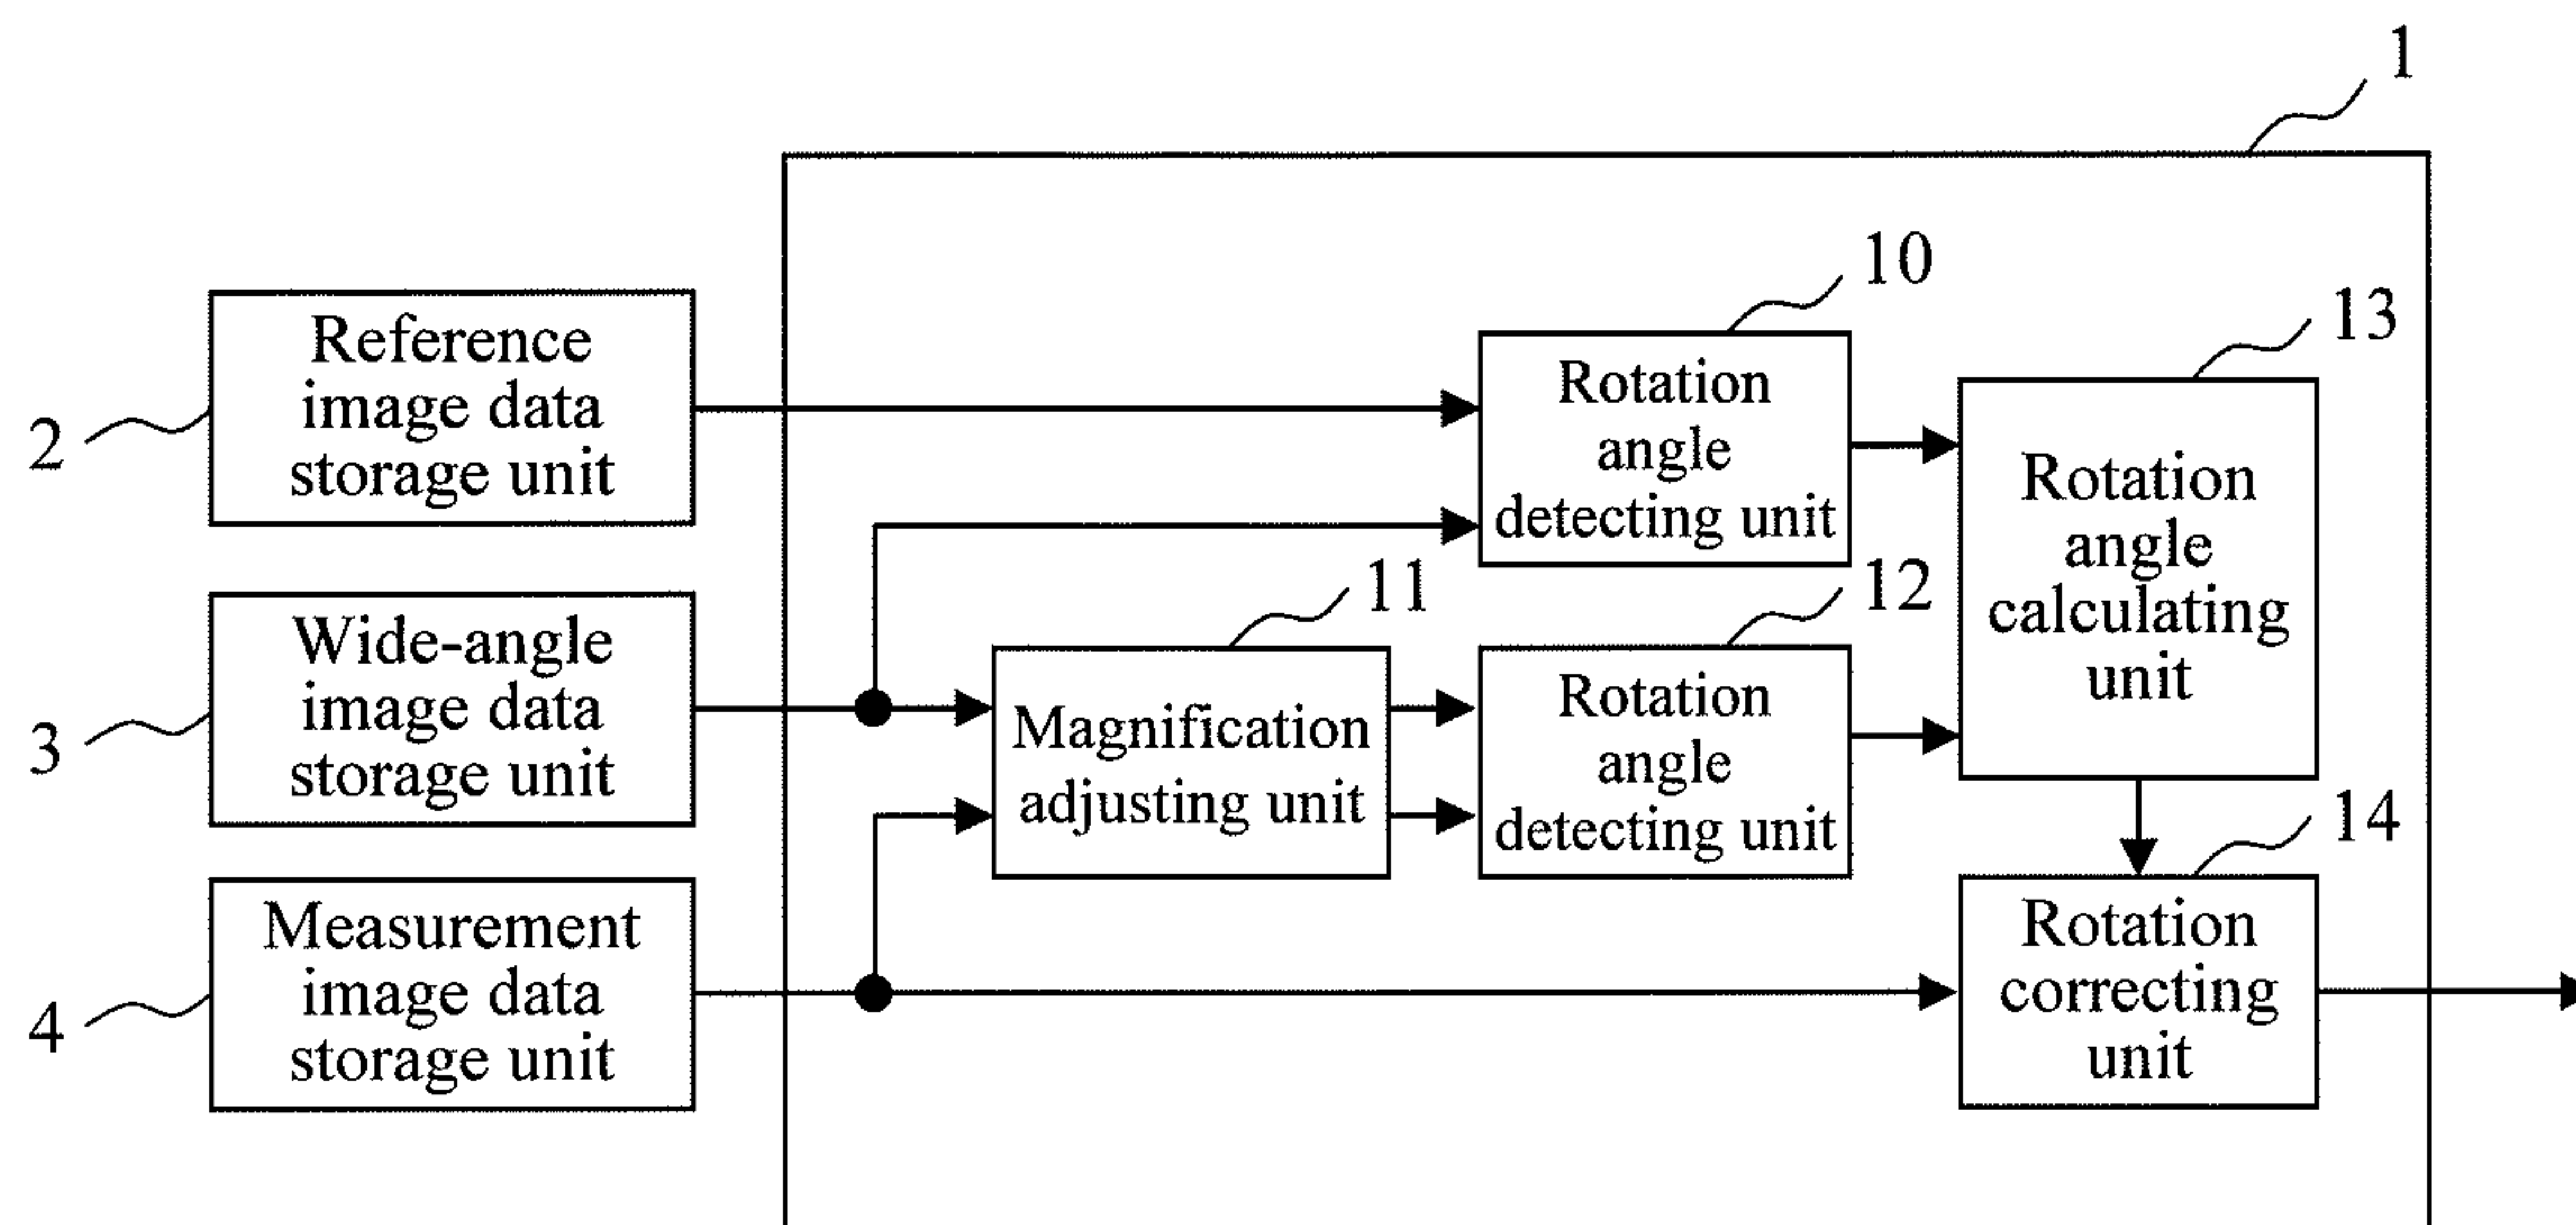 1
10
13
Reference
image data
storage unit
2
Rotation
angle
detecting unit
Rotation
angle
calculating
unit
11
12
Wide-angle
image data
storage unit
3
Magnification
adjusting unit
Rotation
angle
detecting unit
14
Measurement
image data
storage unit
4
Rotation
correcting
unit